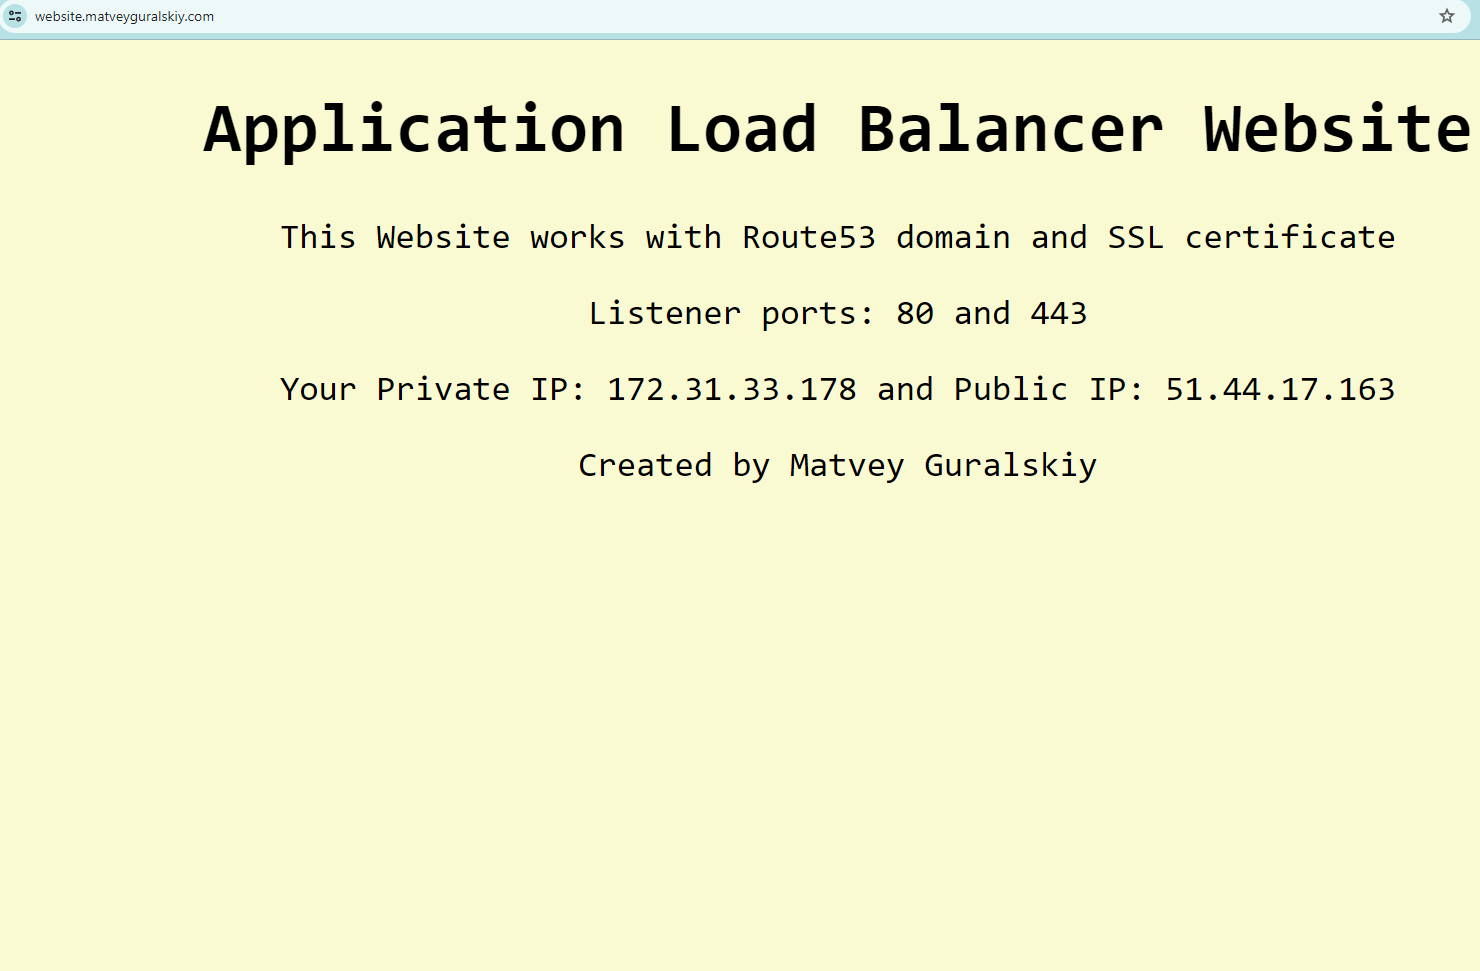 website.matveyguralskiy.com
Application Load Balancer Website
This Website works with Route53 domain and SSL certificate
Listener ports: 80 and 443
Your Private IP: 172.31.33.178 and Public IP: 51.44.17.163
Created by Matvey Guralskiy